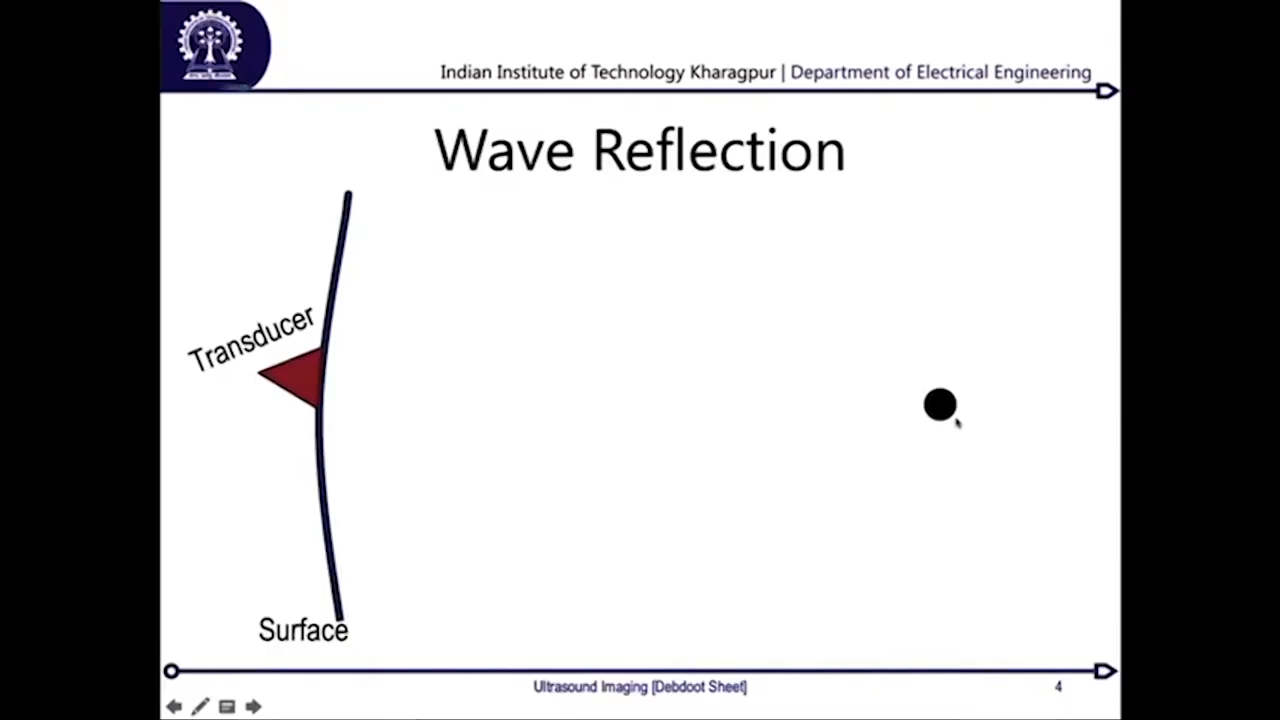 Indian Institute of Technology Kharagpur | Department of Electrical Engineering
Wave Reflection
Transducer
Surface
Ultrasound Imaging [Debdoot Sheet]
4